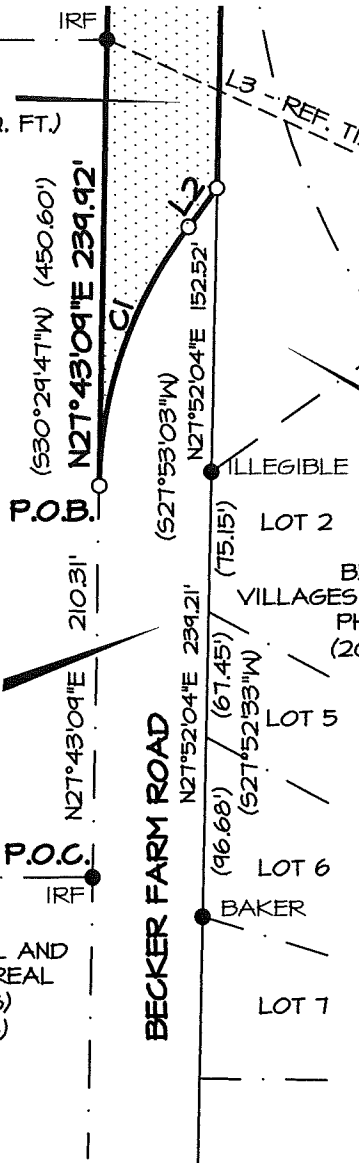 IRF
L3 - REF. TI
. FT.)
(S30°29'47"W) (450.60')
N27°43'09"E 239.92'
L2
C1
N27°52'04"E 152.52'
(S27°53'03"W)
ILLEGIBLE
P.O.B.
(75.15')
LOT 2
B
VILLAGES
PH
(20
N27°43'09"E 210.31'
N27°52'04"E 239.21'
(67.45')
(S27°52'33"W)
LOT 5
BECKER FARM ROAD
P.O.C.
IRF
(96.68')
LOT 6
BAKER
L AND
REAL
)
)
LOT 7